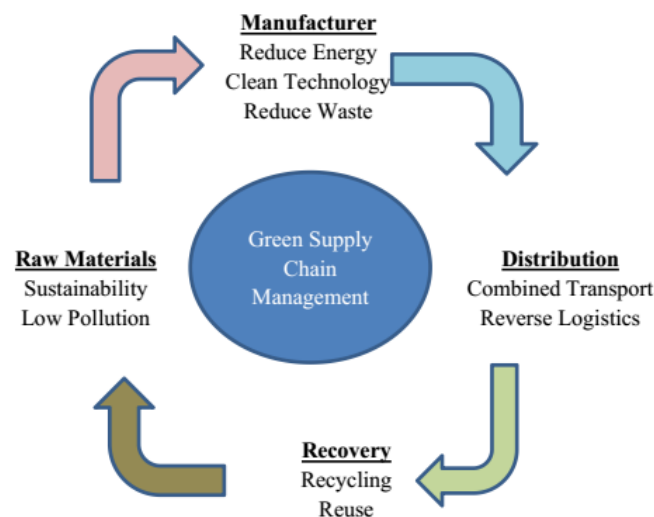 Manufacturer
Reduce Energy
Clean Technology
Reduce Waste
Green Supply
Chain
Management
Raw Materials
Sustainability
Low Pollution
Distribution
Combined Transport
Reverse Logistics
Recovery
Recycling
Reuse